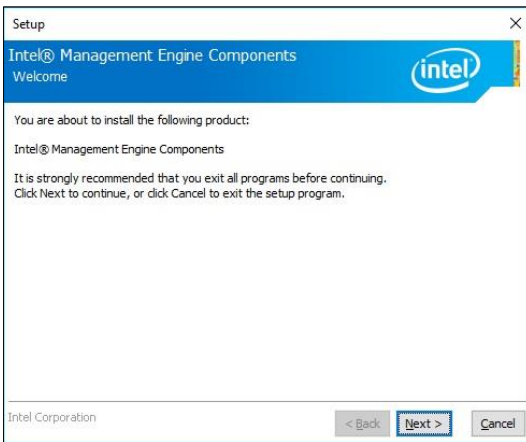 Setup
Intel® Management Engine Components
Welcome
intel
You are about to install the following product:
Intel® Management Engine Components
It is strongly recommended that you exit all programs before continuing.
Click Next to continue, or click Cancel to exit the setup program.
Intel Corporation
< Back Next > Cancel